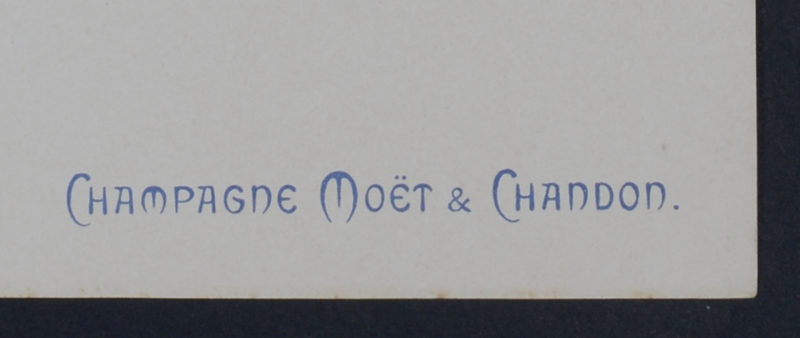 Champagne Moët & Chandon.